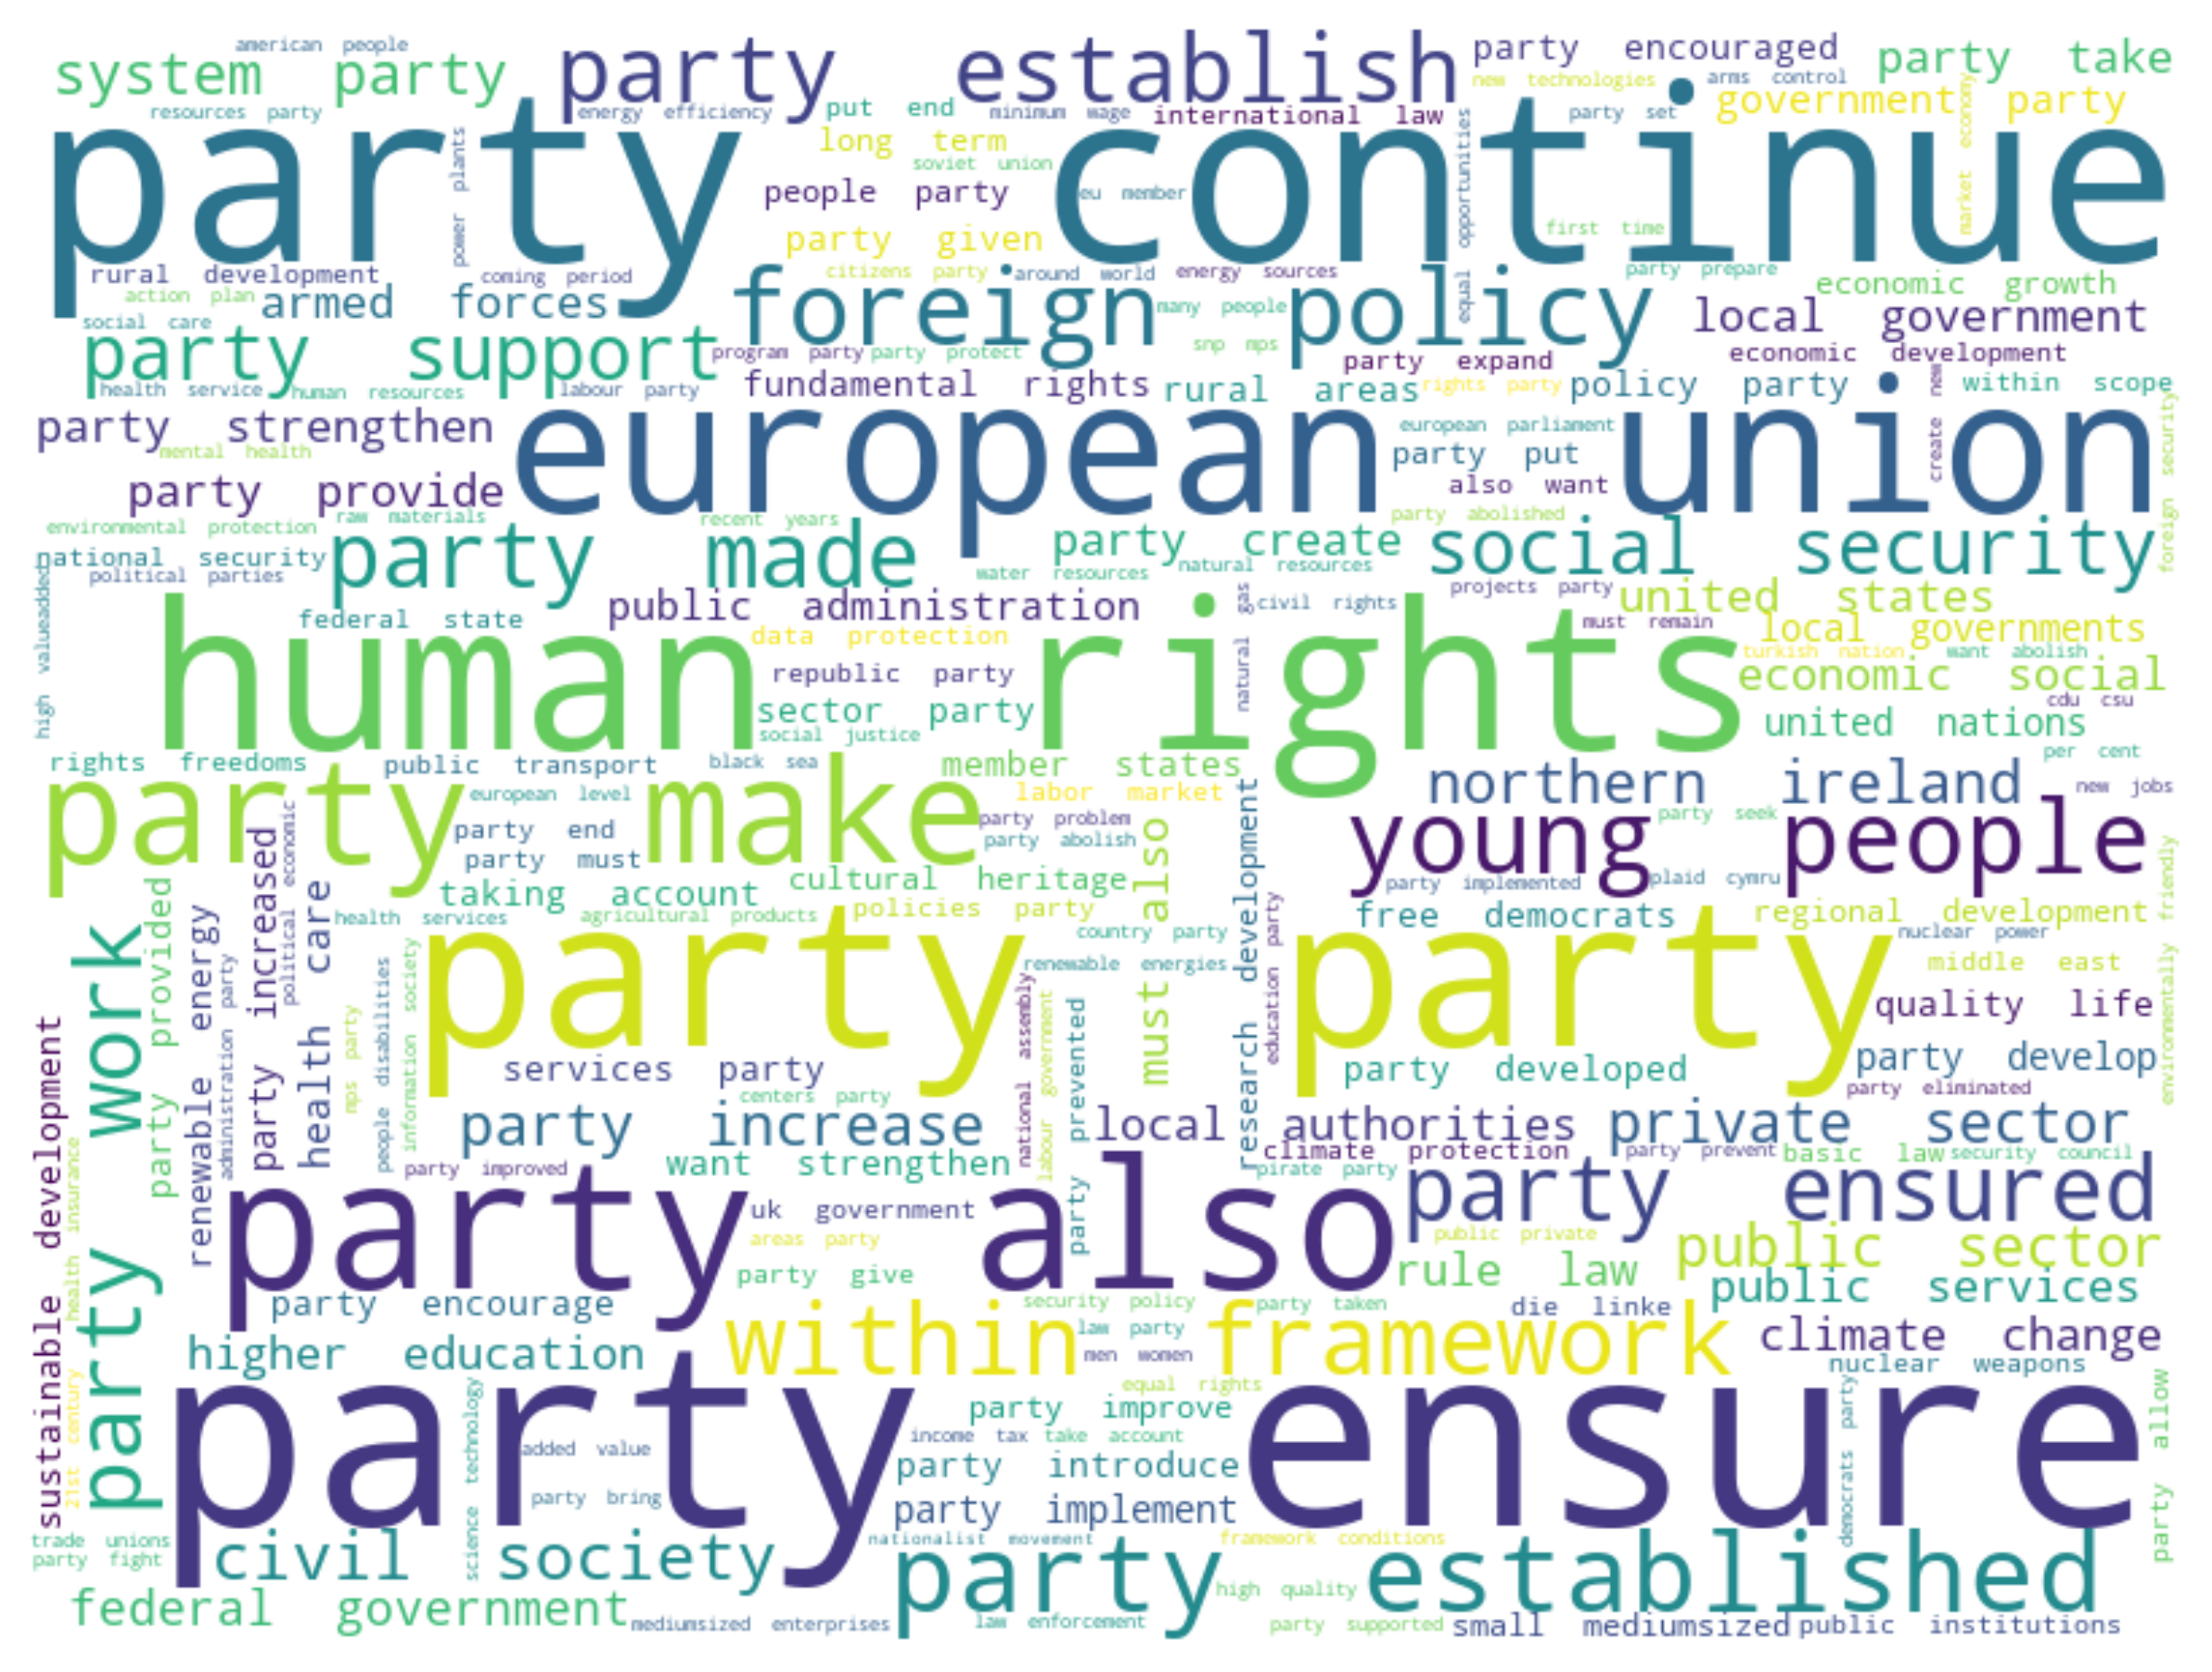 american people
system party
party establish
party encouraged
party take
new technologies
arms control
resources party
energy efficiency
put end
minimum wage
international law
party set
government party
market economy
party continue
long term
soviet union
power plants
people party
eu member
equal opportunities
party given
first time
rural development
coming period
citizens party
around world
energy sources
party prepare
action plan
armed forces
foreign policy
many people
economic growth
social care
local government
party support
program party
party protect
snp mps
party expand
economic development
health service
human resources
labour party
fundamental rights
rural areas
rights party
policy party
create new
within scope
foreign security
party strengthen
european union
european parliament
mental health
party put
party provide
also want
environmental protection
raw materials
recent years
party abolished
national security
party made
party create
social security
political parties
water resources
natural resources
high valueadded
public administration
natural gas
civil rights
projects party
united states
federal state
data protection
must remain
local governments
human rights
turkish nation
want abolish
republic party
economic social
sector party
cdu csu
social justice
united nations
rights freedoms
public transport
black sea
member states
northern ireland
per cent
party make
european level
labor market
new jobs
party end
party problem
must also
research development
young people
party seek
party must
party abolish
political economic
taking account
cultural heritage
party implemented
plaid cymru
environmentally friendly
party work
party provided
renewable energy
party increased
health care
health services
agricultural products
policies party
free democrats
regional development
party party
country party
education party
nuclear power
administration party
mps party
people disabilities
information society
renewable energies
middle east
national assembly
labour government
party prevented
quality life
sustainable development
services party
party developed
party develop
centers party
party eliminated
party increase
local authorities
private sector
health insurance
party improved
want strengthen
climate protection
party prevent
basic law
security council
pirate party
party also
party ensured
uk government
areas party
public private
public sector
party give
rule law
public services
party encourage
security policy
party taken
die linke
within framework
law party
higher education
men women
climate change
nuclear weapons
party ensure
21st century
science technology
equal rights
democrats party
party allow
party improve
income tax
take account
added value
party introduce
party bring
party implement
trade unions
party fight
civil society
nationalist movement
framework conditions
party established
federal government
high quality
mediumsized enterprises
law enforcement
party supported
small mediumsized
public institutions